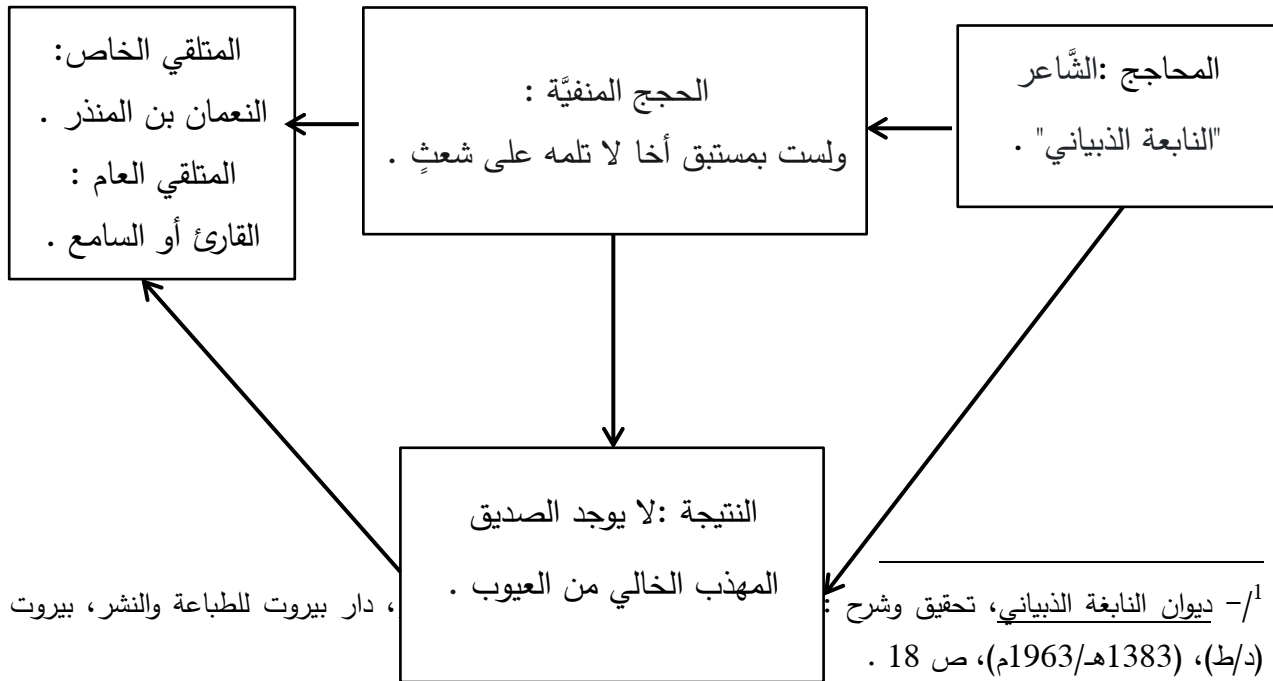 المحاجج :الشَّاعر
"النابعة الذبياني" .
الحجج المنفيَّة :
ولست بمستبق أخا لا تلمه على شعثٍ .
المتلقي الخاص:
النعمان بن المنذر .
المتلقي العام :
القارئ أو السامع .
النتيجة :لا يوجد الصديق
المهذب الخالي من العيوب .
1/- ديوان النابغة الذبياني، تحقيق وشرح : ، دار بيروت للطباعة والنشر، بيروت
(د/ط)، (1383هـ/1963م)، ص 18 .